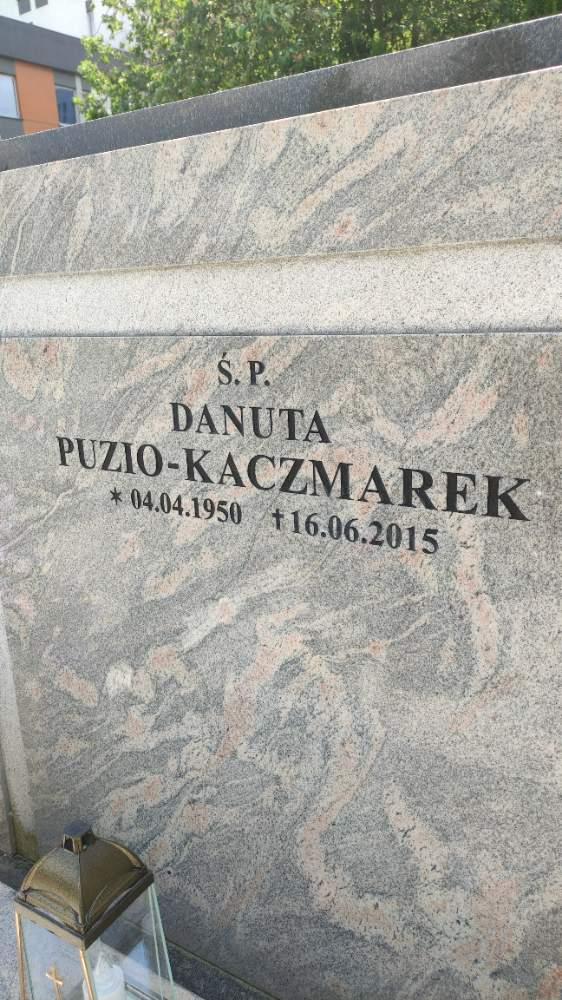 Ś. P.
DANUTA
PUZIO-KACZMAREK
✶ 04.04.1950 ✝16.06.2015